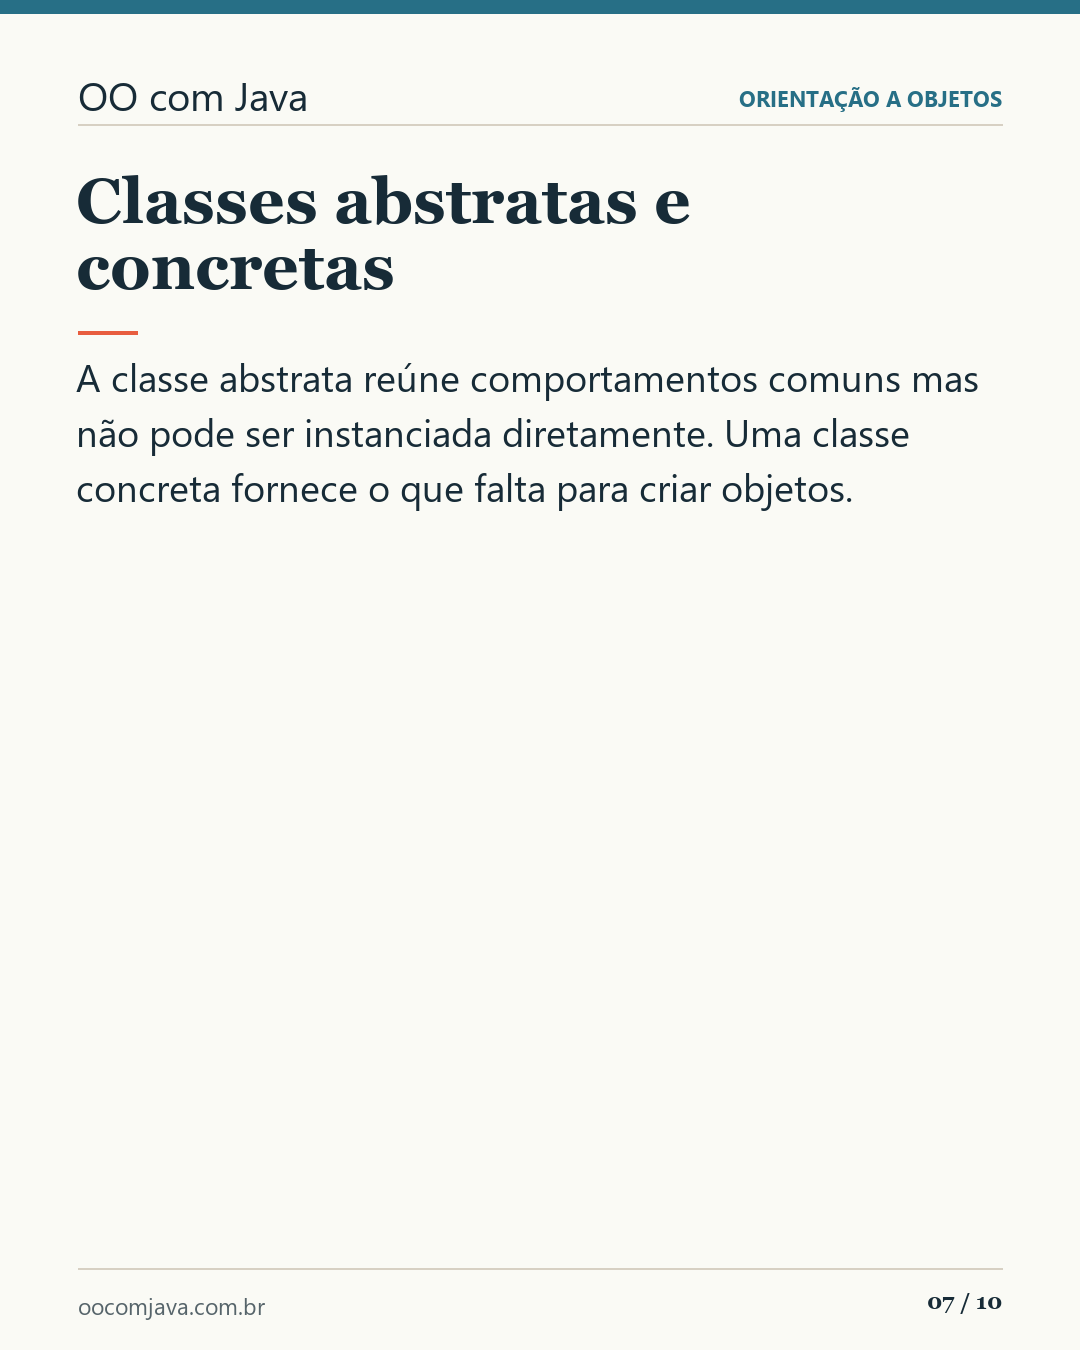 OO com Java
ORIENTAÇÃO A OBJETOS
Classes abstratas e
concretas
A classe abstrata reúne comportamentos comuns mas
não pode ser instanciada diretamente. Uma classe
concreta fornece o que falta para criar objetos.
oocomjava.com.br
07 / 10